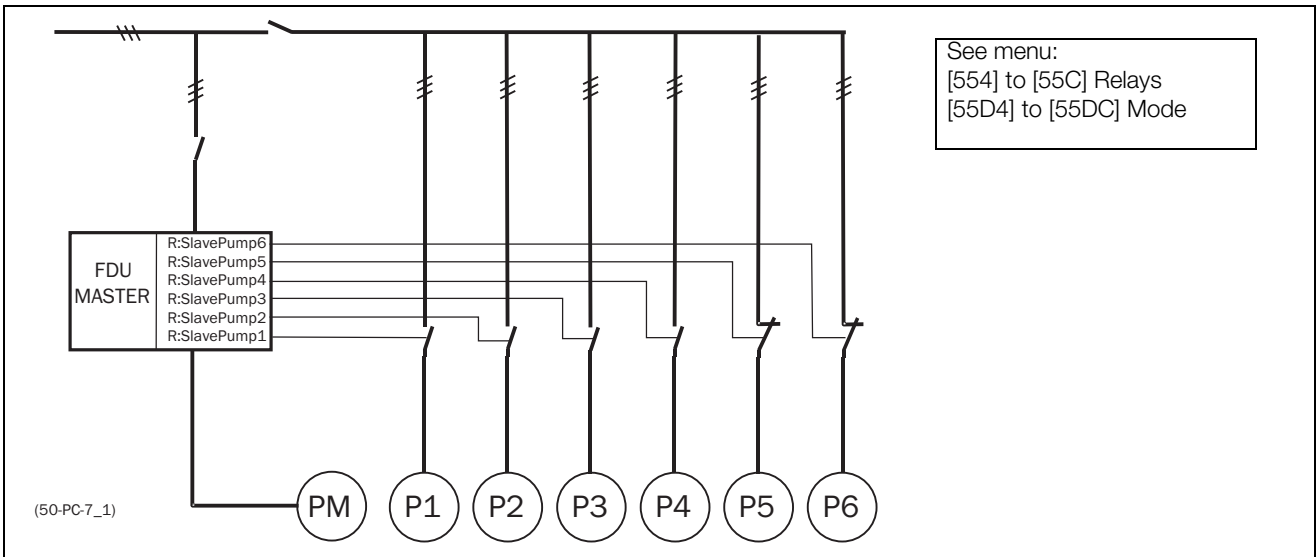 See menu:
[554] to [55C] Relays
[55D4] to [55DC] Mode
FDU
MASTER
R:SlavePump6
R:SlavePump5
R:SlavePump4
R:SlavePump3
R:SlavePump2
R:SlavePump1
(50-PC-7_1)
PM
P1
P2
P3
P4
P5
P6